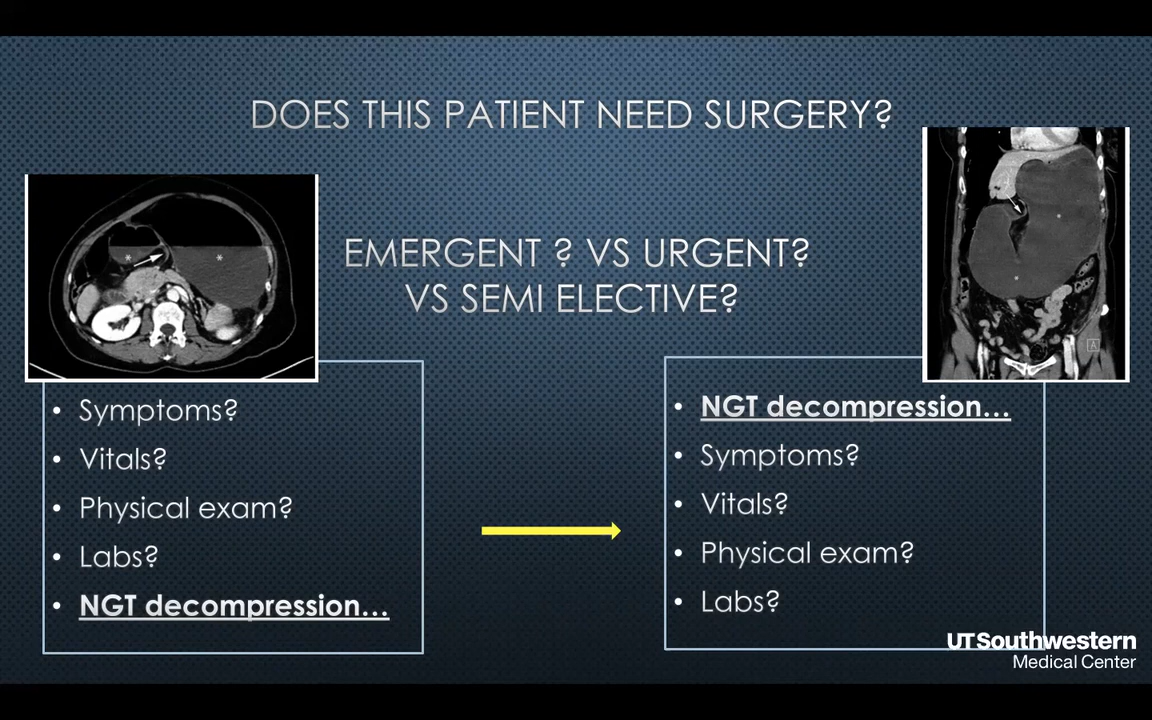 DOES THIS PATIENT NEED SURGERY?
EMERGENT ? VS URGENT?
VS SEMI ELECTIVE?
• Symptoms?
• Vitals?
• Physical exam?
• Labs?
• NGT decompression…
• NGT decompression…
• Symptoms?
• Vitals?
• Physical exam?
• Labs?
A
UTSouthwestern
Medical Center